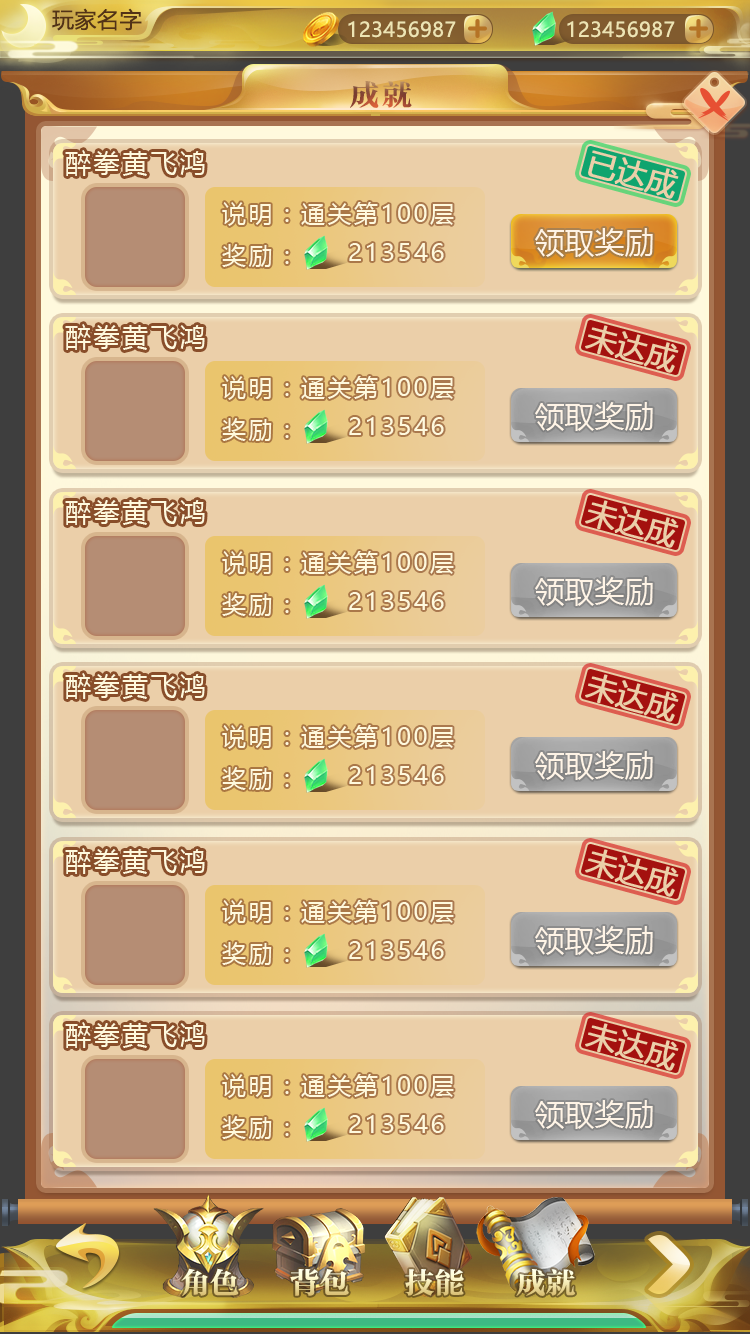 玩家名字 123456987 123456987
成就
醉拳黄飞鸿
已达成
说明：通关第100层
奖励： 213546
领取奖励
醉拳黄飞鸿
未达成
说明：通关第100层
奖励： 213546
领取奖励
醉拳黄飞鸿
未达成
说明：通关第100层
奖励： 213546
领取奖励
醉拳黄飞鸿
未达成
说明：通关第100层
奖励： 213546
领取奖励
醉拳黄飞鸿
未达成
说明：通关第100层
奖励： 213546
领取奖励
醉拳黄飞鸿
未达成
说明：通关第100层
奖励： 213546
领取奖励
角色 背包 技能 成就